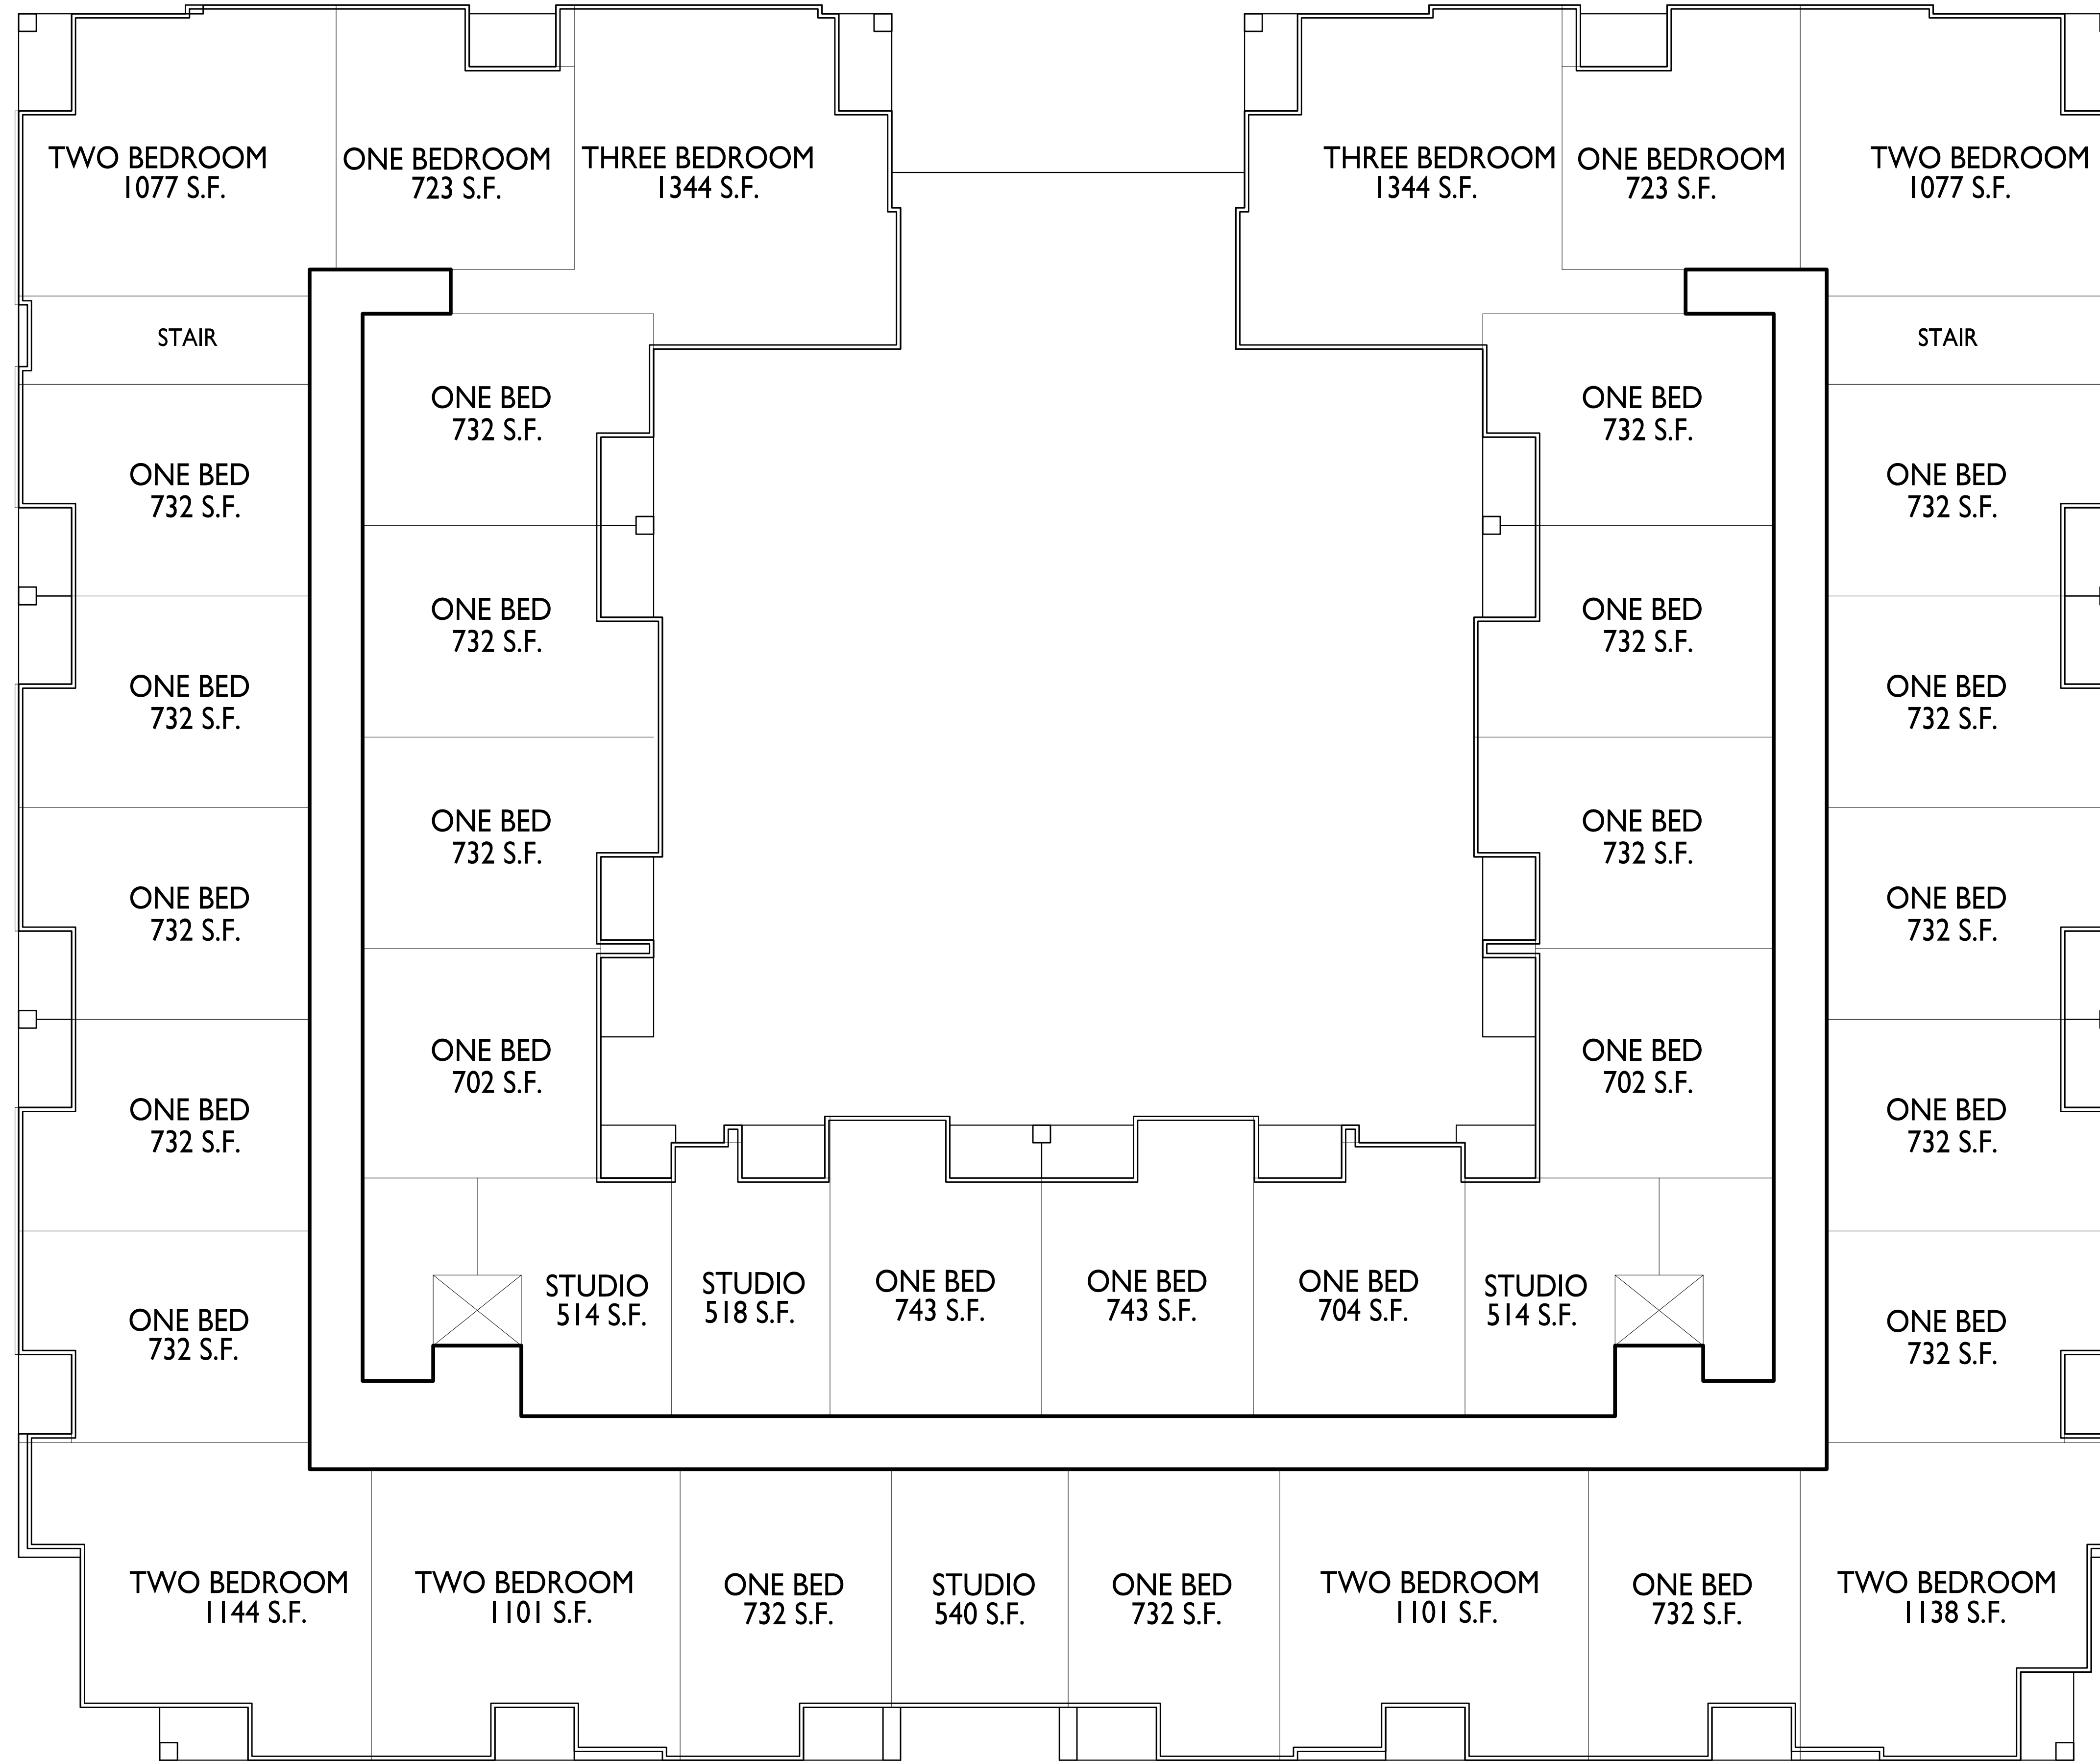 TWO BEDROOM
1077 S.F.
ONE BEDROOM
723 S.F.
THREE BEDROOM
1344 S.F.
THREE BEDROOM
1344 S.F.
ONE BEDROOM
723 S.F.
TWO BEDROOM
1077 S.F.
STAIR
STAIR
ONE BED
732 S.F.
ONE BED
732 S.F.
ONE BED
732 S.F.
ONE BED
732 S.F.
ONE BED
732 S.F.
ONE BED
732 S.F.
ONE BED
732 S.F.
ONE BED
732 S.F.
ONE BED
732 S.F.
ONE BED
732 S.F.
ONE BED
732 S.F.
ONE BED
732 S.F.
ONE BED
702 S.F.
ONE BED
702 S.F.
ONE BED
732 S.F.
ONE BED
732 S.F.
ONE BED
732 S.F.
STUDIO
514 S.F.
STUDIO
518 S.F.
ONE BED
743 S.F.
ONE BED
743 S.F.
ONE BED
704 S.F.
STUDIO
514 S.F.
ONE BED
732 S.F.
TWO BEDROOM
1144 S.F.
TWO BEDROOM
1101 S.F.
ONE BED
732 S.F.
STUDIO
540 S.F.
ONE BED
732 S.F.
TWO BEDROOM
1101 S.F.
ONE BED
732 S.F.
TWO BEDROOM
1138 S.F.